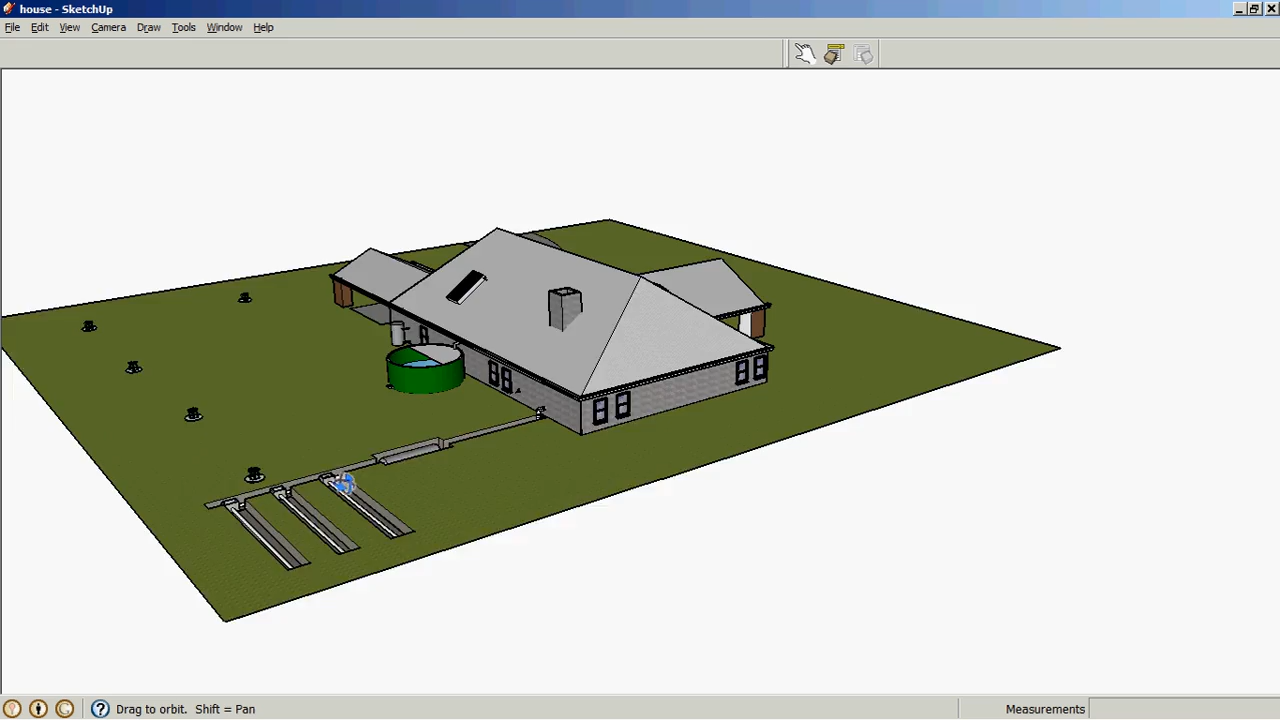 house - SketchUp
File Edit View Camera Draw Tools Window Help
Drag to orbit. Shift = Pan
Measurements